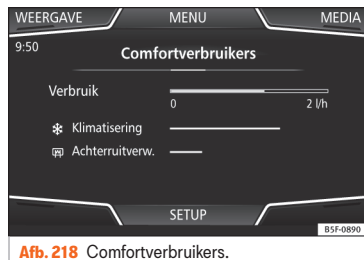 WEERGAVE MENU MEDIA
9:50
Comfortverbruikers
Verbruik
0 2 l/h
Klimatisering
Achterruitverw.
SETUP
B5F-0890
Afb. 218 Comfortverbruikers.